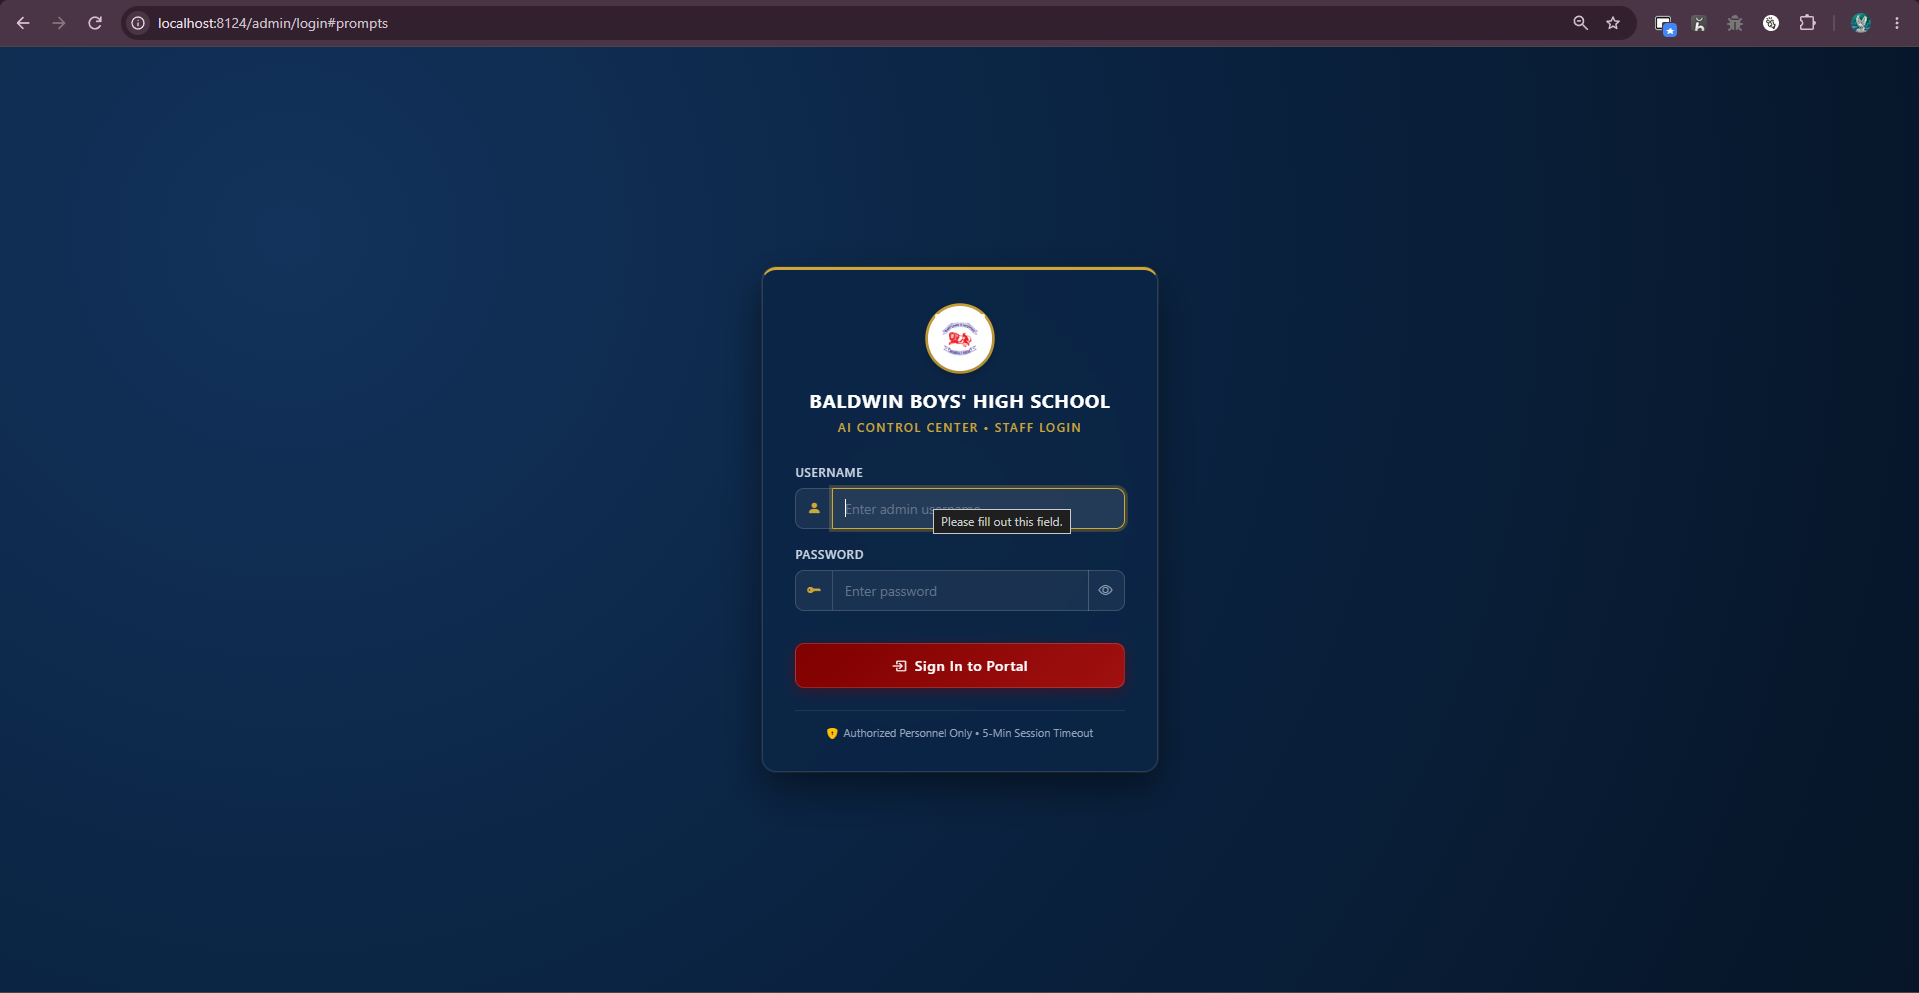 localhost:8124/admin/login#prompts
BALDWIN BOYS' HIGH SCHOOL
AI CONTROL CENTER • STAFF LOGIN
USERNAME
Enter admin username
Please fill out this field.
PASSWORD
Enter password
Sign In to Portal
Authorized Personnel Only • 5-Min Session Timeout